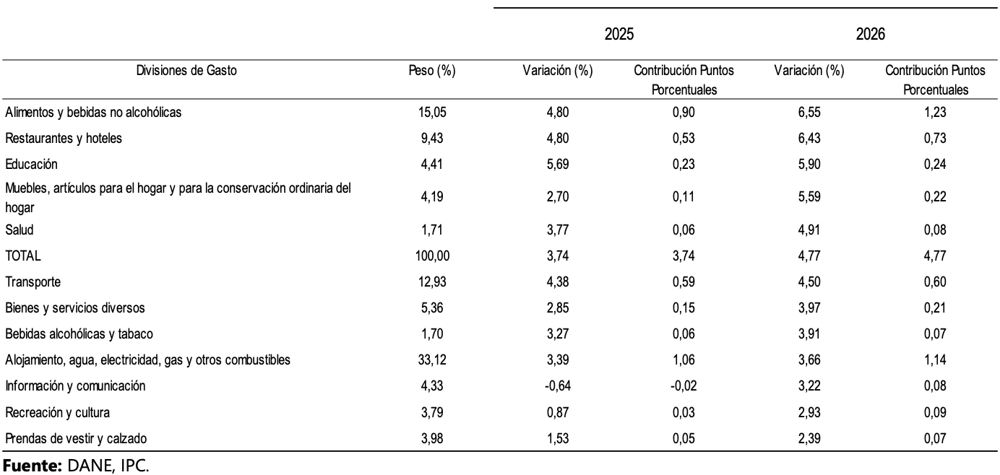 2025 2026
Divisiones de Gasto Peso (%) Variación (%) Contribución Puntos Porcentuales Variación (%) Contribución Puntos Porcentuales
Alimentos y bebidas no alcohólicas 15,05 4,80 0,90 6,55 1,23
Restaurantes y hoteles 9,43 4,80 0,53 6,43 0,73
Educación 4,41 5,69 0,23 5,90 0,24
Muebles, artículos para el hogar y para la conservación ordinaria del
hogar 4,19 2,70 0,11 5,59 0,22
Salud 1,71 3,77 0,06 4,91 0,08
TOTAL 100,00 3,74 3,74 4,77 4,77
Transporte 12,93 4,38 0,59 4,50 0,60
Bienes y servicios diversos 5,36 2,85 0,15 3,97 0,21
Bebidas alcohólicas y tabaco 1,70 3,27 0,06 3,91 0,07
Alojamiento, agua, electricidad, gas y otros combustibles 33,12 3,39 1,06 3,66 1,14
Información y comunicación 4,33 -0,64 -0,02 3,22 0,08
Recreación y cultura 3,79 0,87 0,03 2,93 0,09
Prendas de vestir y calzado 3,98 1,53 0,05 2,39 0,07
Fuente: DANE, IPC.